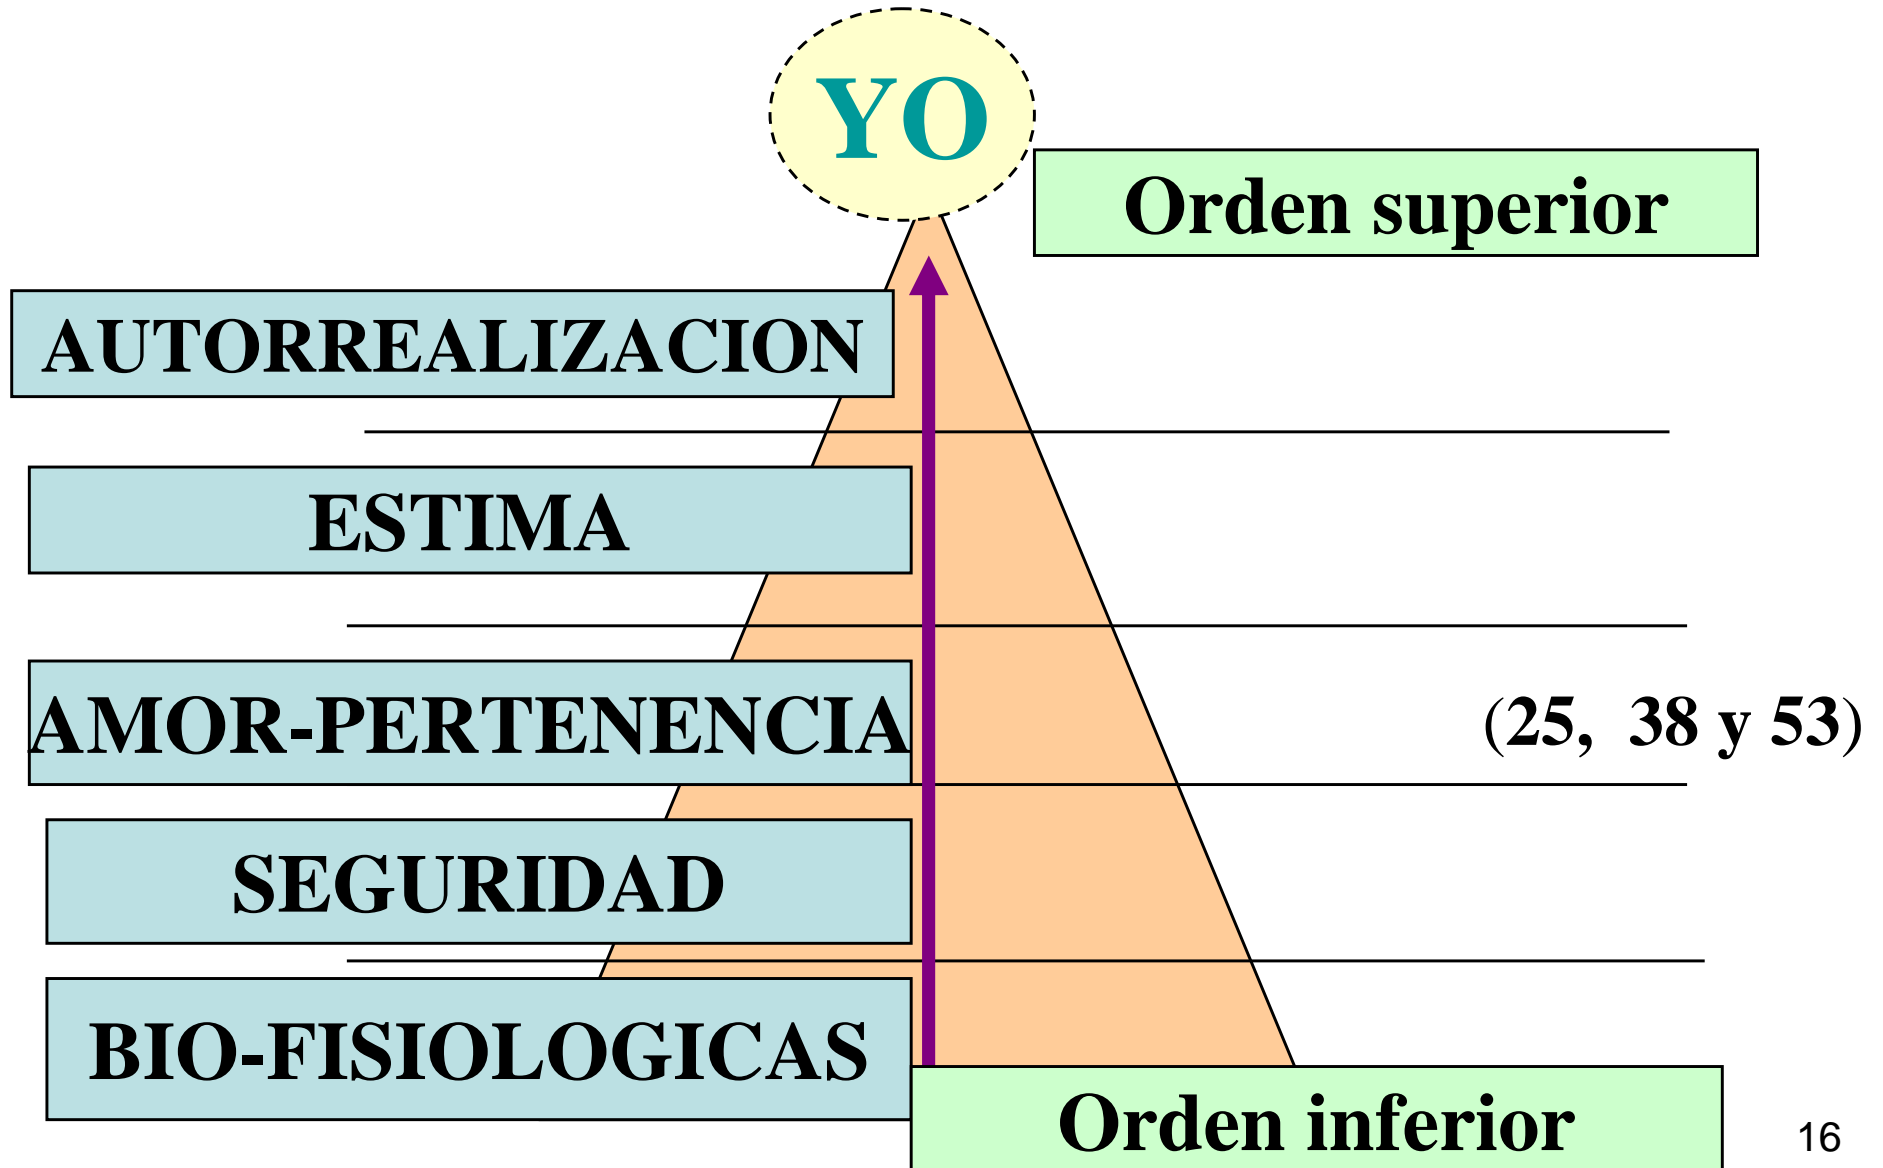 YO
Orden superior
AUTORREALIZACION
ESTIMA
AMOR-PERTENENCIA
(25, 38 y 53)
SEGURIDAD
BIO-FISIOLOGICAS
Orden inferior
16